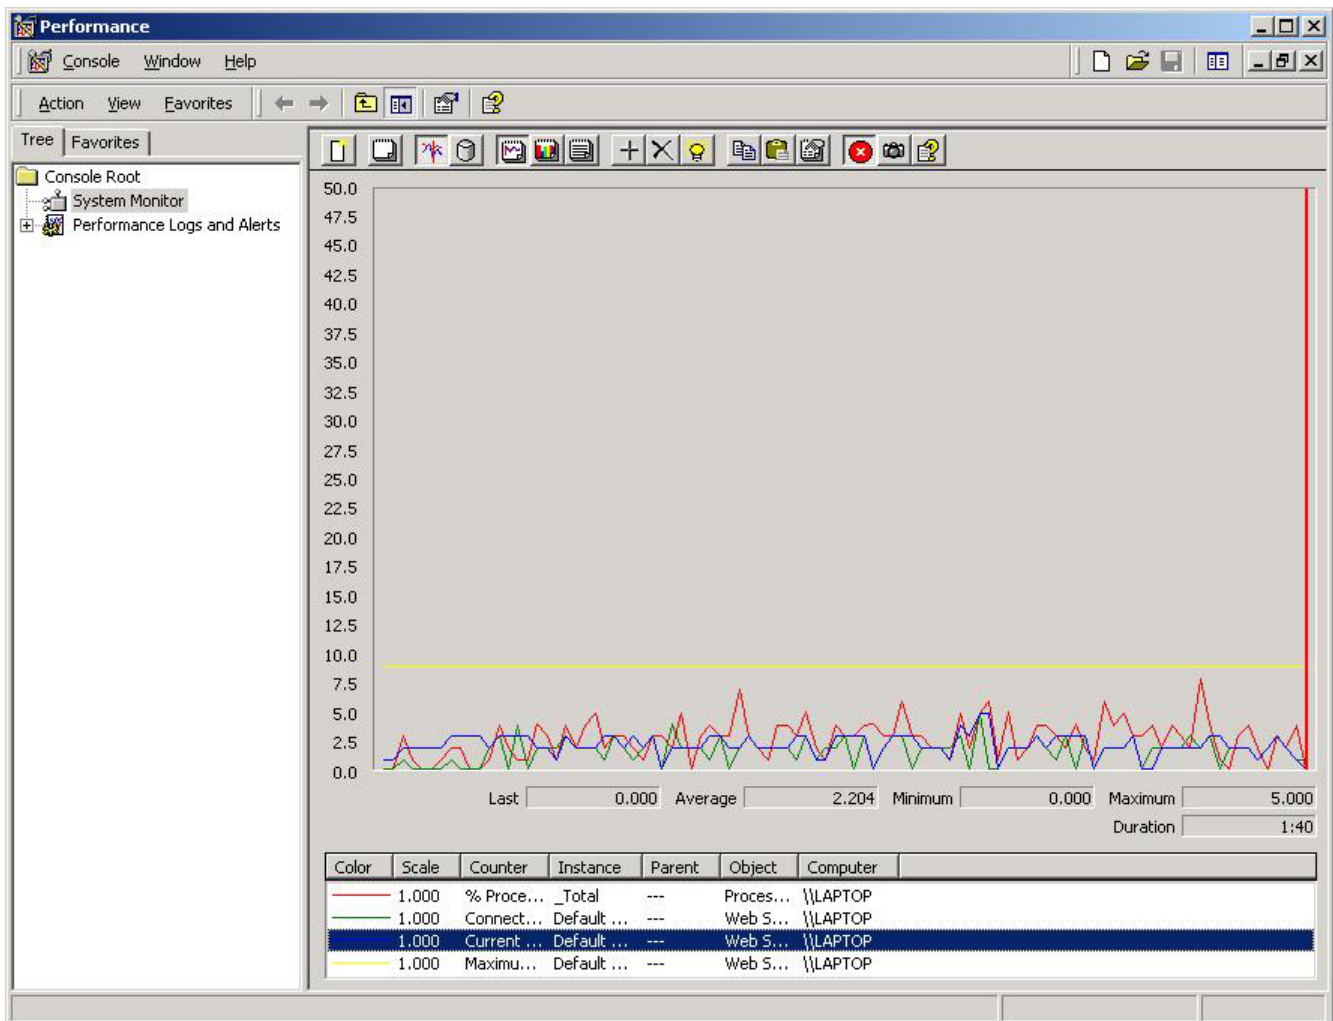 Performance
Console Window Help
Action View Favorites
Tree Favorites
Console Root
System Monitor
Performance Logs and Alerts
50.0
47.5
45.0
42.5
40.0
37.5
35.0
32.5
30.0
27.5
25.0
22.5
20.0
17.5
15.0
12.5
10.0
7.5
5.0
2.5
0.0
Last 0.000 Average 2.204 Minimum 0.000 Maximum 5.000
Duration 1:40
Color Scale Counter Instance Parent Object Computer
1.000 % Proce... _Total --- Proces... \\LAPTOP
1.000 Connect... Default ... --- Web S... \\LAPTOP
1.000 Current ... Default ... --- Web S... \\LAPTOP
1.000 Maximu... Default ... --- Web S... \\LAPTOP